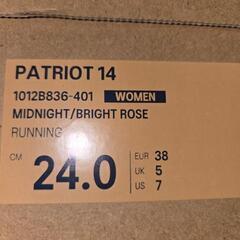 PATRIOT 14
1012B836-401 WOMEN
MIDNIGHT/BRIGHT ROSE
RUNNING
CM 24.0
EUR 38
UK 5
US 7